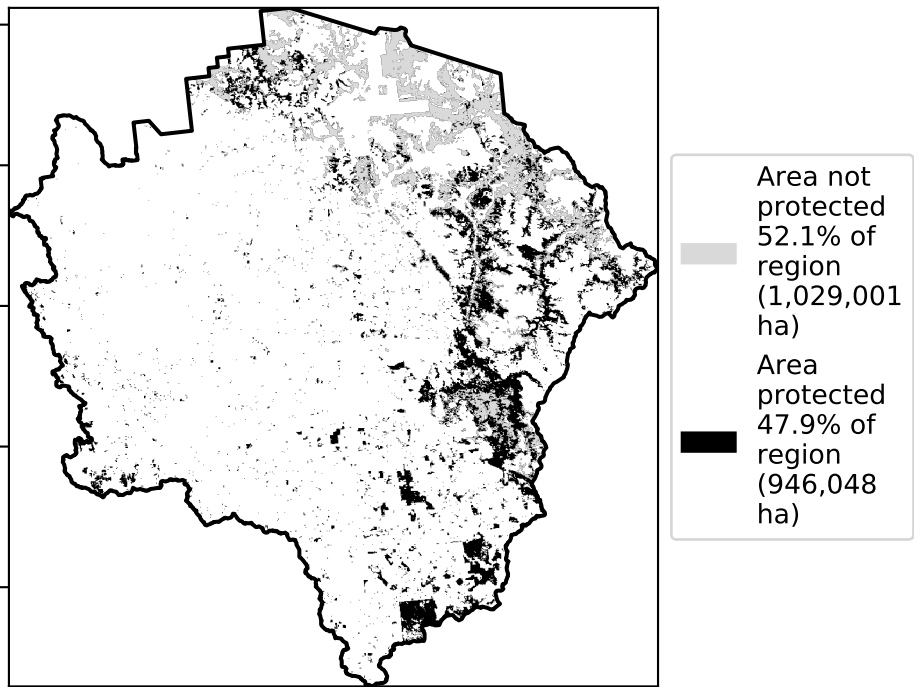 Area not
protected
52.1% of
region
(1,029,001
ha)
Area
protected
47.9% of
region
(946,048
ha)